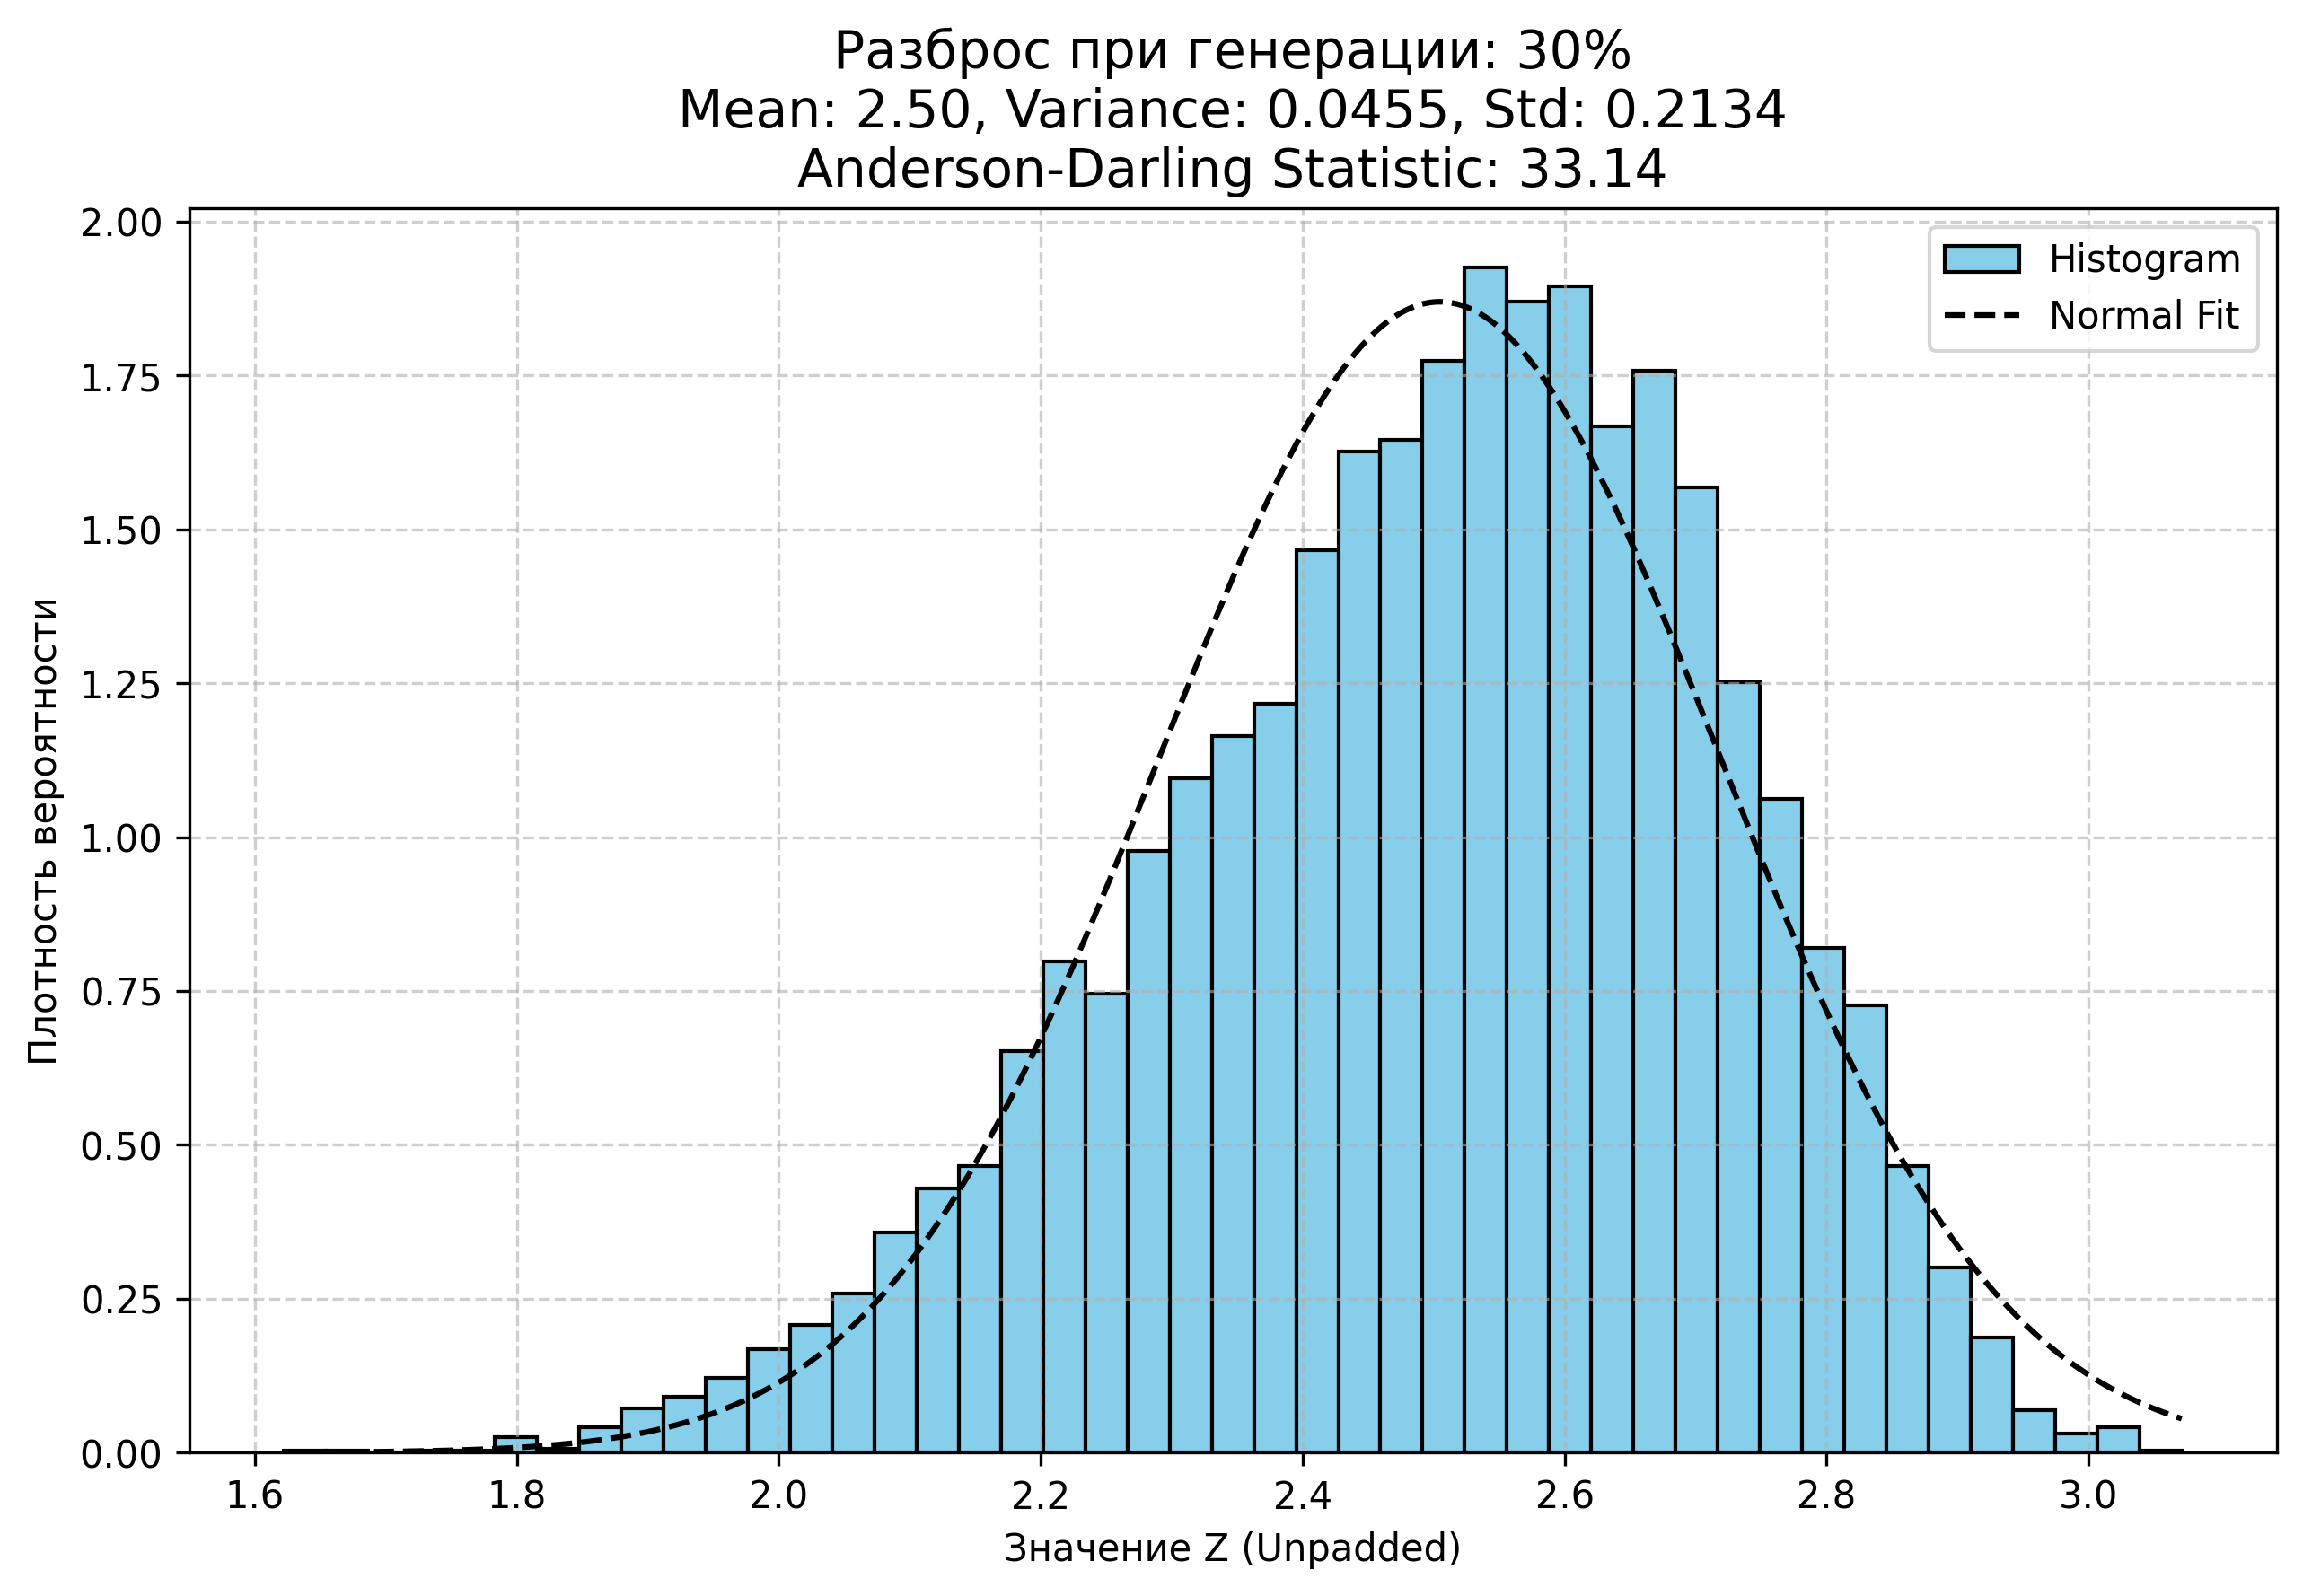 Разброс при генерации: 30%
Mean: 2.50, Variance: 0.0455, Std: 0.2134
Anderson-Darling Statistic: 33.14
Histogram
Normal Fit
Плотность вероятности
2.00
1.75
1.50
1.25
1.00
0.75
0.50
0.25
0.00
1.6 1.8 2.0 2.2 2.4 2.6 2.8 3.0
Значение Z (Unpadded)